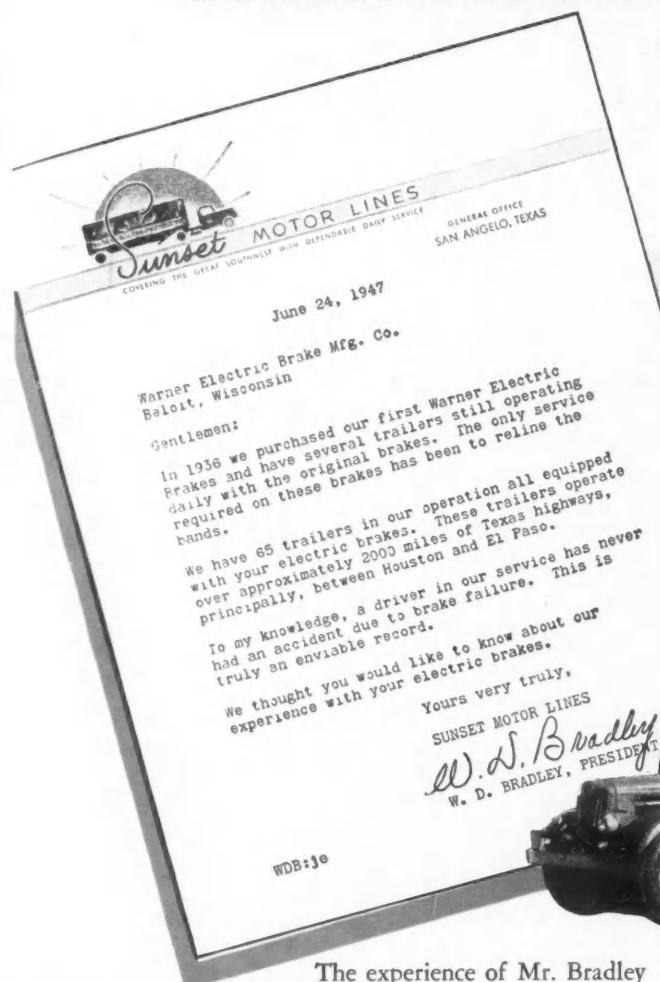 Sunset MOTOR LINES
COVERING THE GREAT SOUTHWEST WITH DEPENDABLE DAILY SERVICE
GENERAL OFFICE
SAN ANGELO, TEXAS
June 24, 1947
Warner Electric Brake Mfg. Co.
Beloit, Wisconsin
Gentlemen:
In 1936 we purchased our first Warner Electric
Brakes and have several trailers still operating
daily with the original brakes. The only service
required on these brakes has been to reline the
bands.
We have 65 trailers in our operation all equipped
with your electric brakes. These trailers operate
over approximately 2000 miles of Texas highways,
principally, between Houston and El Paso.
To my knowledge, a driver in our service has never
had an accident due to brake failure. This is
truly an enviable record.
We thought you would like to know about our
experience with your electric brakes.
Yours very truly,
SUNSET MOTOR LINES
W. D. Bradley
W. D. BRADLEY, PRESIDENT
WDB:je
The experience of Mr. Bradley